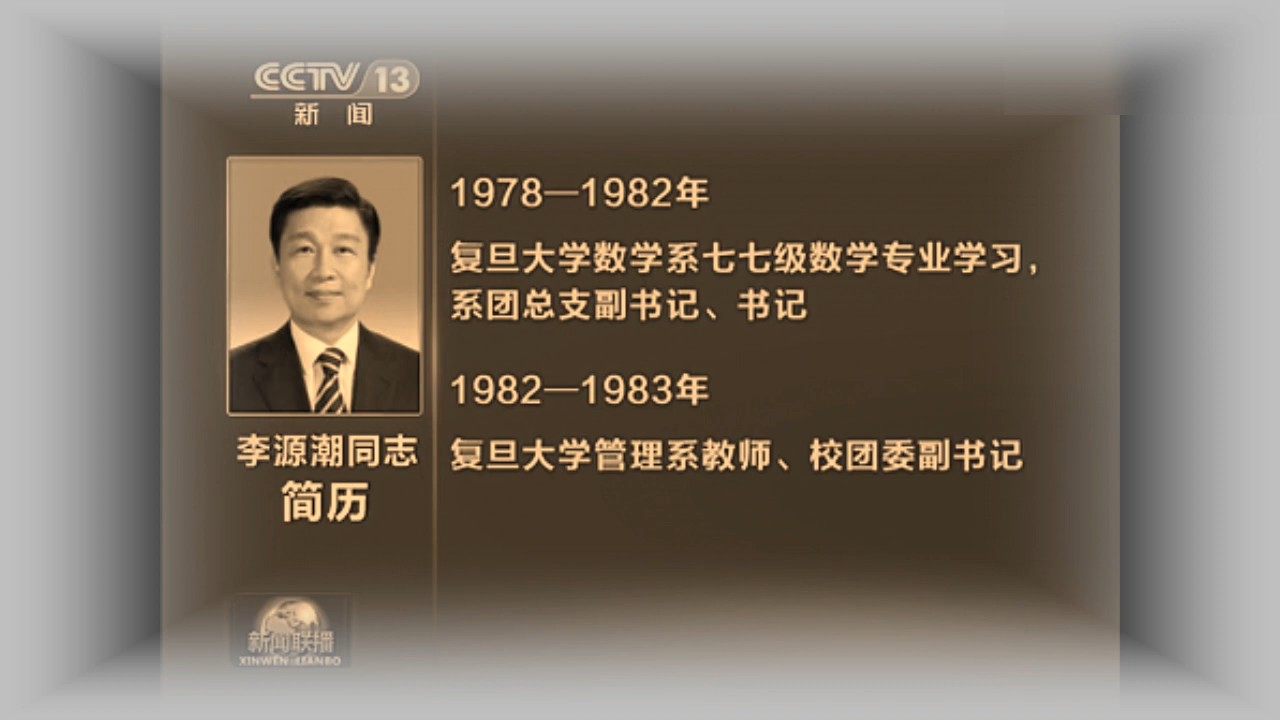 CCTV 13
新闻
1978—1982年
复旦大学数学系七七级数学专业学习，
系团总支副书记、书记
1982—1983年
复旦大学管理系教师、校团委副书记
李源潮同志
简历
新闻联播
XINWEN LIANBO